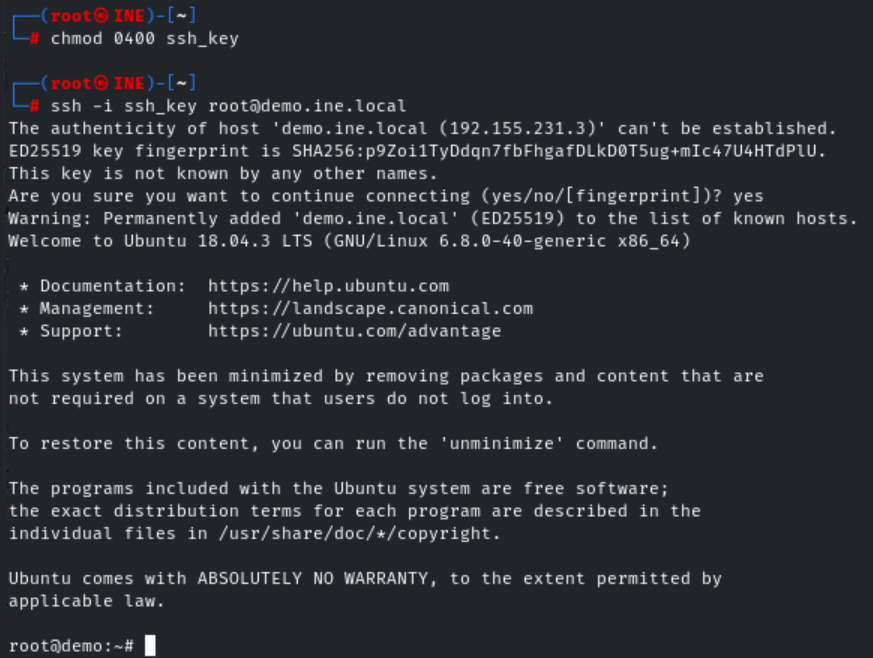 ┌──(root㉿INE)-[~]
└─# chmod 0400 ssh_key
┌──(root㉿INE)-[~]
└─# ssh -i ssh_key root@demo.ine.local
The authenticity of host 'demo.ine.local (192.155.231.3)' can't be established.
ED25519 key fingerprint is SHA256:p9Zoi1TyDdqn7fbFhgafDLkD0T5ug+mIc47U4HTdPlU.
This key is not known by any other names.
Are you sure you want to continue connecting (yes/no/[fingerprint])? yes
Warning: Permanently added 'demo.ine.local' (ED25519) to the list of known hosts.
Welcome to Ubuntu 18.04.3 LTS (GNU/Linux 6.8.0-40-generic x86_64)
* Documentation:  https://help.ubuntu.com
* Management:     https://landscape.canonical.com
* Support:        https://ubuntu.com/advantage
This system has been minimized by removing packages and content that are
not required on a system that users do not log into.
To restore this content, you can run the 'unminimize' command.
The programs included with the Ubuntu system are free software;
the exact distribution terms for each program are described in the
individual files in /usr/share/doc/*/copyright.
Ubuntu comes with ABSOLUTELY NO WARRANTY, to the extent permitted by
applicable law.
root@demo:~#